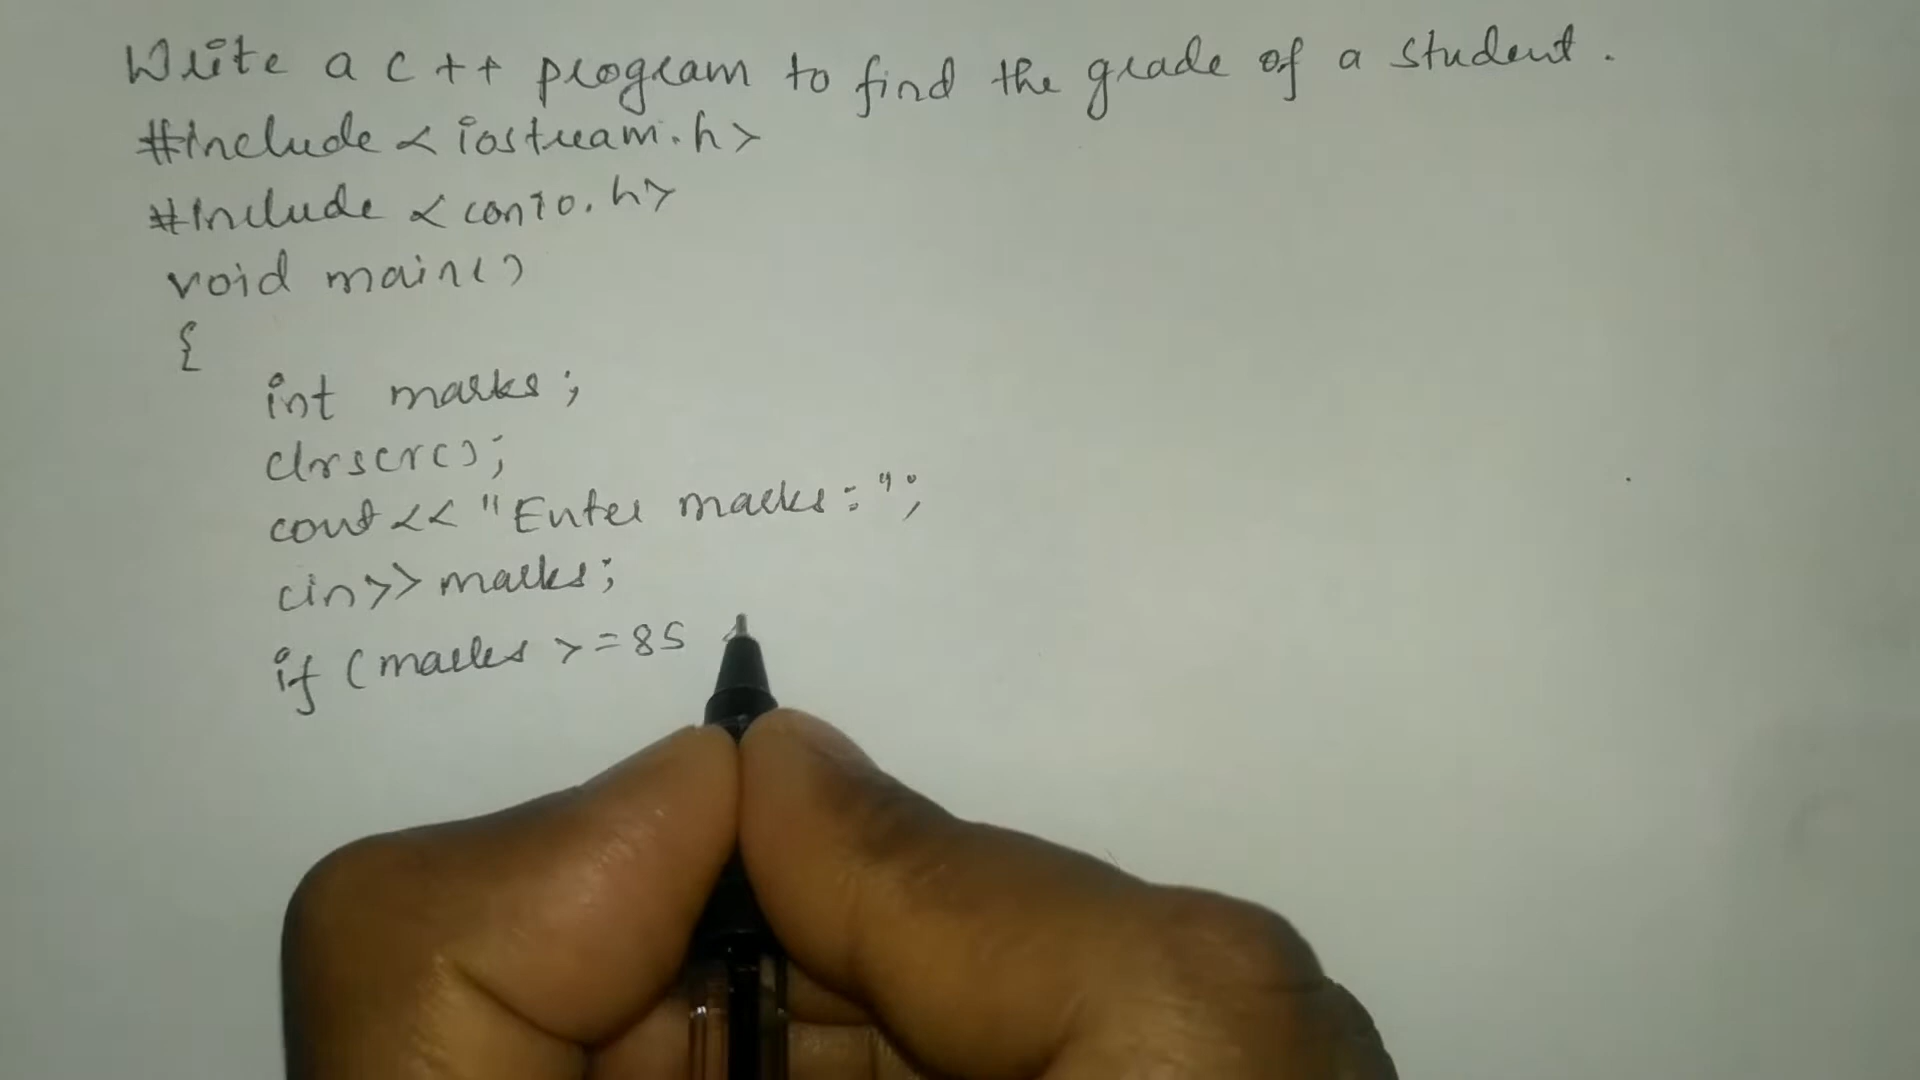 Write a c++ program to find the grade of a student.
#include <iostream.h>
#include <conio.h>
void main()
{
int marks;
clrscr();
cout<< "Enter marks:";
cin>>marks;
if (marks >=85